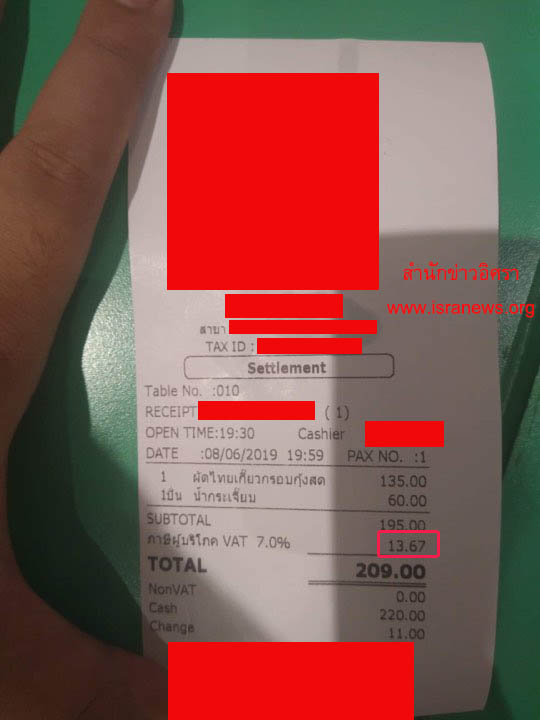 สำนักข่าวอิศรา
www.isranews.org
สาขา
TAX ID :
Settlement
Table No. :010
RECEIPT ( 1)
OPEN TIME:19:30 Cashier
DATE :08/06/2019 19:59 PAX NO. :1
1 ผัดไทยเกี๊ยวกรอบกุ้งสด 135.00
1ปั่น น้ำกระเจี๊ยบ 60.00
SUBTOTAL 195.00
ภาษีผู้บริโภค VAT 7.0% 13.67
TOTAL 209.00
NonVAT 0.00
Cash 220.00
Change 11.00